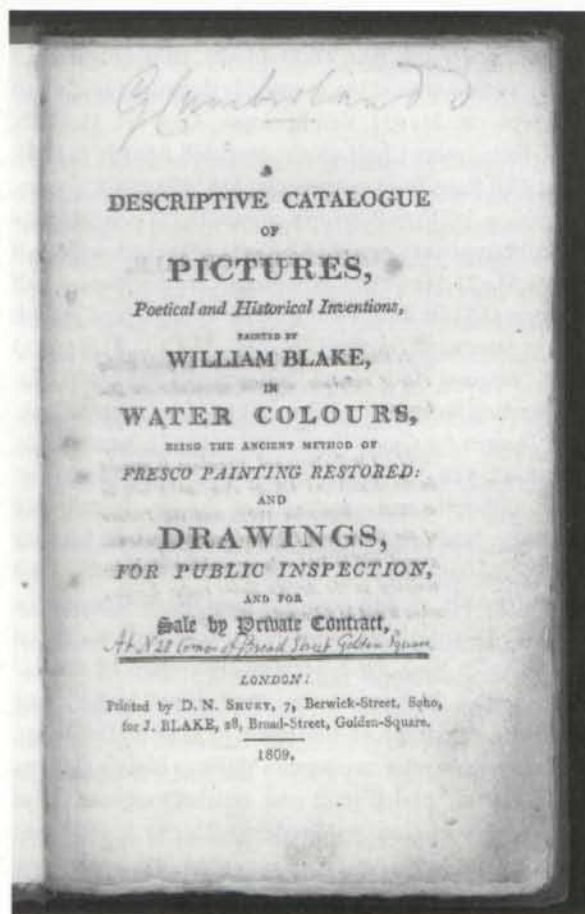 G Cumberland
A
DESCRIPTIVE CATALOGUE
OF
PICTURES,
Poetical and Historical Inventions,
PAINTED BY
WILLIAM BLAKE,
IN
WATER COLOURS,
BEING THE ANCIENT METHOD OF
FRESCO PAINTING RESTORED:
AND
DRAWINGS,
FOR PUBLIC INSPECTION,
AND FOR
Sale by Private Contract,
At N 28 Corner of Broad Street Golden Square
LONDON:
Printed by D. N. SHURY, 7, Berwick-Street, Soho,
for J. BLAKE, 28, Broad-Street, Golden-Square.
1809.